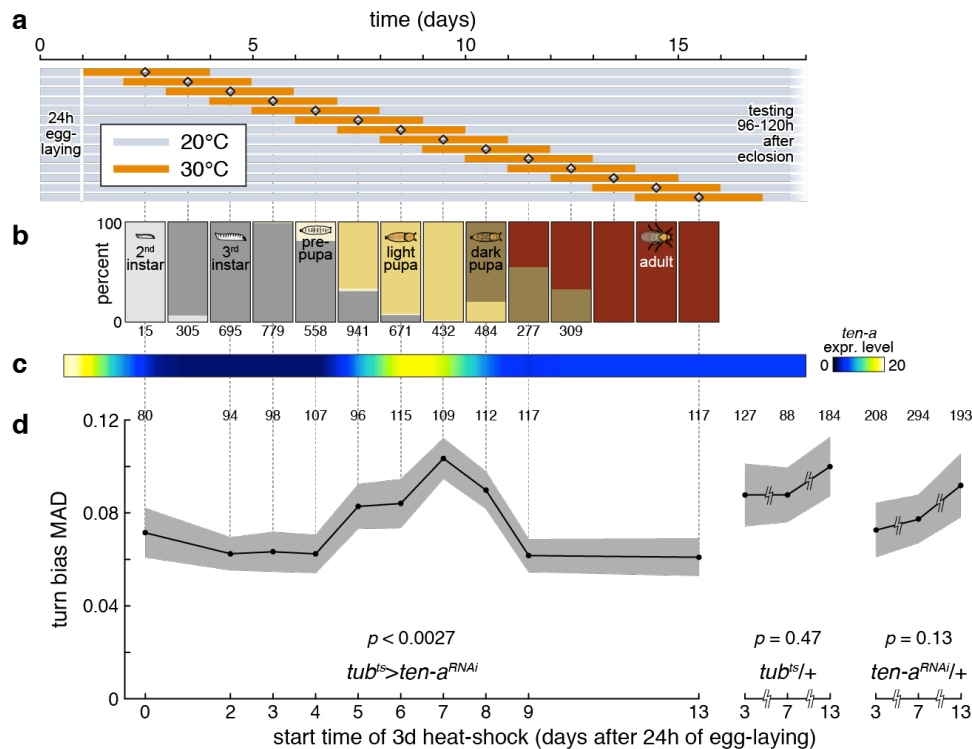 a
time (days)
0 5 10 15
24h
egg-
laying
20°C
30°C
testing
96-120h
after
eclosion
b
percent
100
0
2nd
instar
3rd
instar
pre-
pupa
light
pupa
dark
pupa
adult
15 305 695 779 558 941 671 432 484 277 309
c
ten-a
expr. level
0 20
d
80 94 98 107 96 115 109 112 117 117 127 88 184 208 294 193
turn bias MAD
0.12
0.08
0.04
0
p < 0.0027
p = 0.47
p = 0.13
tubts>ten-aRNAi
tubts/+
ten-aRNAi/+
0 2 3 4 5 6 7 8 9 13 3 7 13 3 7 13
start time of 3d heat-shock (days after 24h of egg-laying)